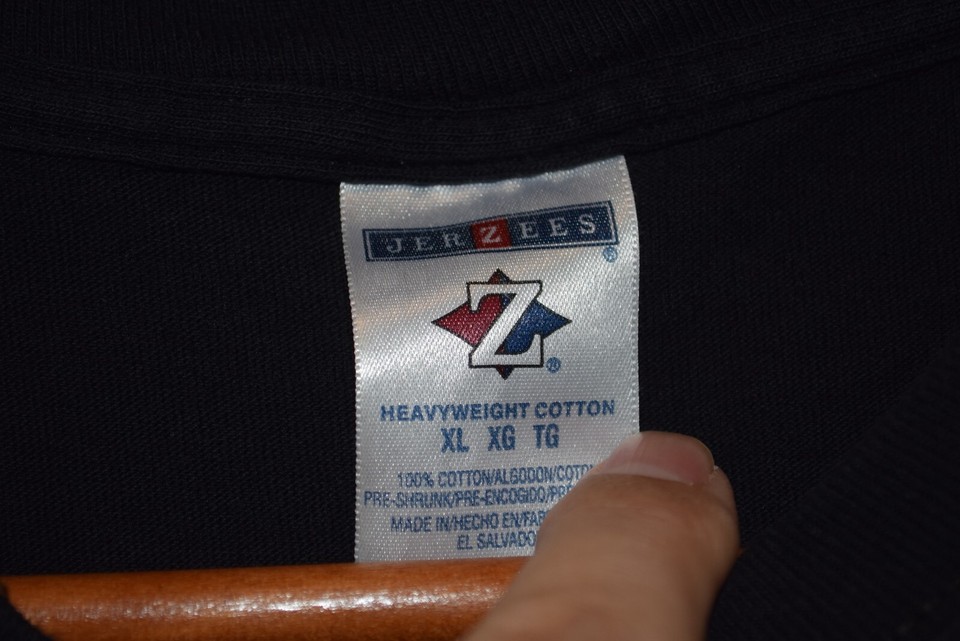 JERZEES
®
Z
®
HEAVYWEIGHT COTTON
XL XG TG
100% COTTON/ALGODON/COTO
PRE-SHRUNK/PRE-ENCOGIDO/PRÉ
MADE IN/HECHO EN/FAB
EL SALVADO